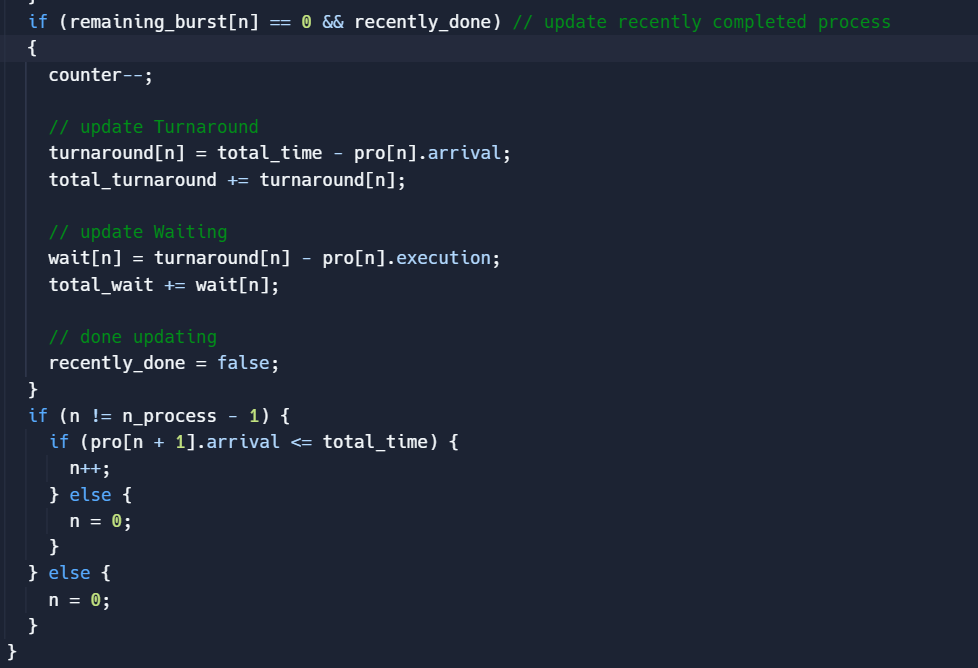 if (remaining_burst[n] == 0 && recently_done) // update recently completed process
{
counter--;
// update Turnaround
turnaround[n] = total_time - pro[n].arrival;
total_turnaround += turnaround[n];
// update Waiting
wait[n] = turnaround[n] - pro[n].execution;
total_wait += wait[n];
// done updating
recently_done = false;
}
if (n != n_process - 1) {
if (pro[n + 1].arrival <= total_time) {
n++;
} else {
n = 0;
}
} else {
n = 0;
}
}